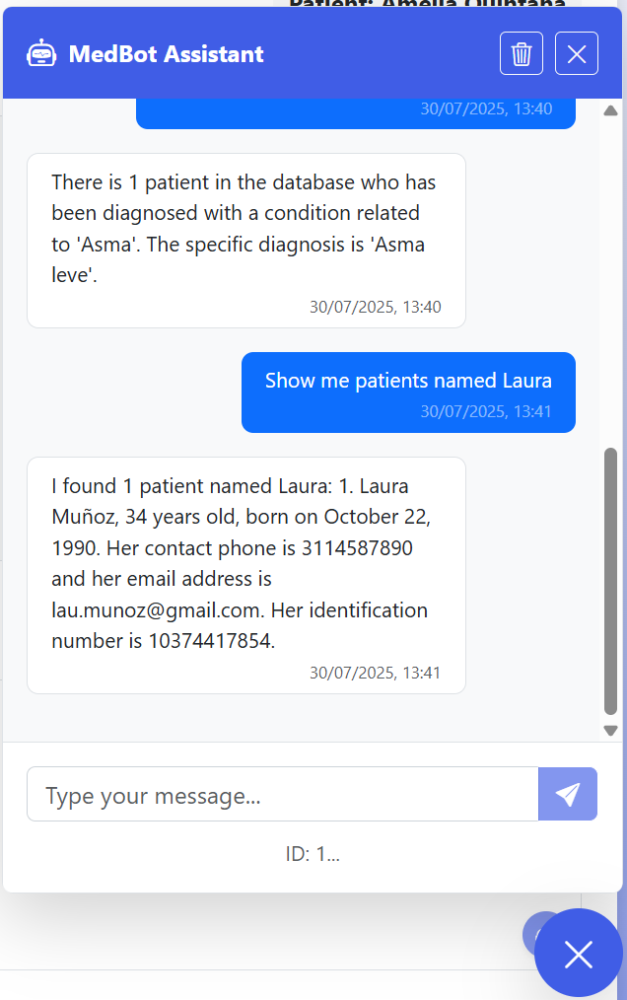 Patient: Amelia Quintana
MedBot Assistant
30/07/2025, 13:40
There is 1 patient in the database who has
been diagnosed with a condition related
to 'Asma'. The specific diagnosis is 'Asma
leve'.
30/07/2025, 13:40
Show me patients named Laura
30/07/2025, 13:41
I found 1 patient named Laura: 1. Laura
Muñoz, 34 years old, born on October 22,
1990. Her contact phone is 3114587890
and her email address is
lau.munoz@gmail.com. Her identification
number is 10374417854.
30/07/2025, 13:41
Type your message...
ID: 1...